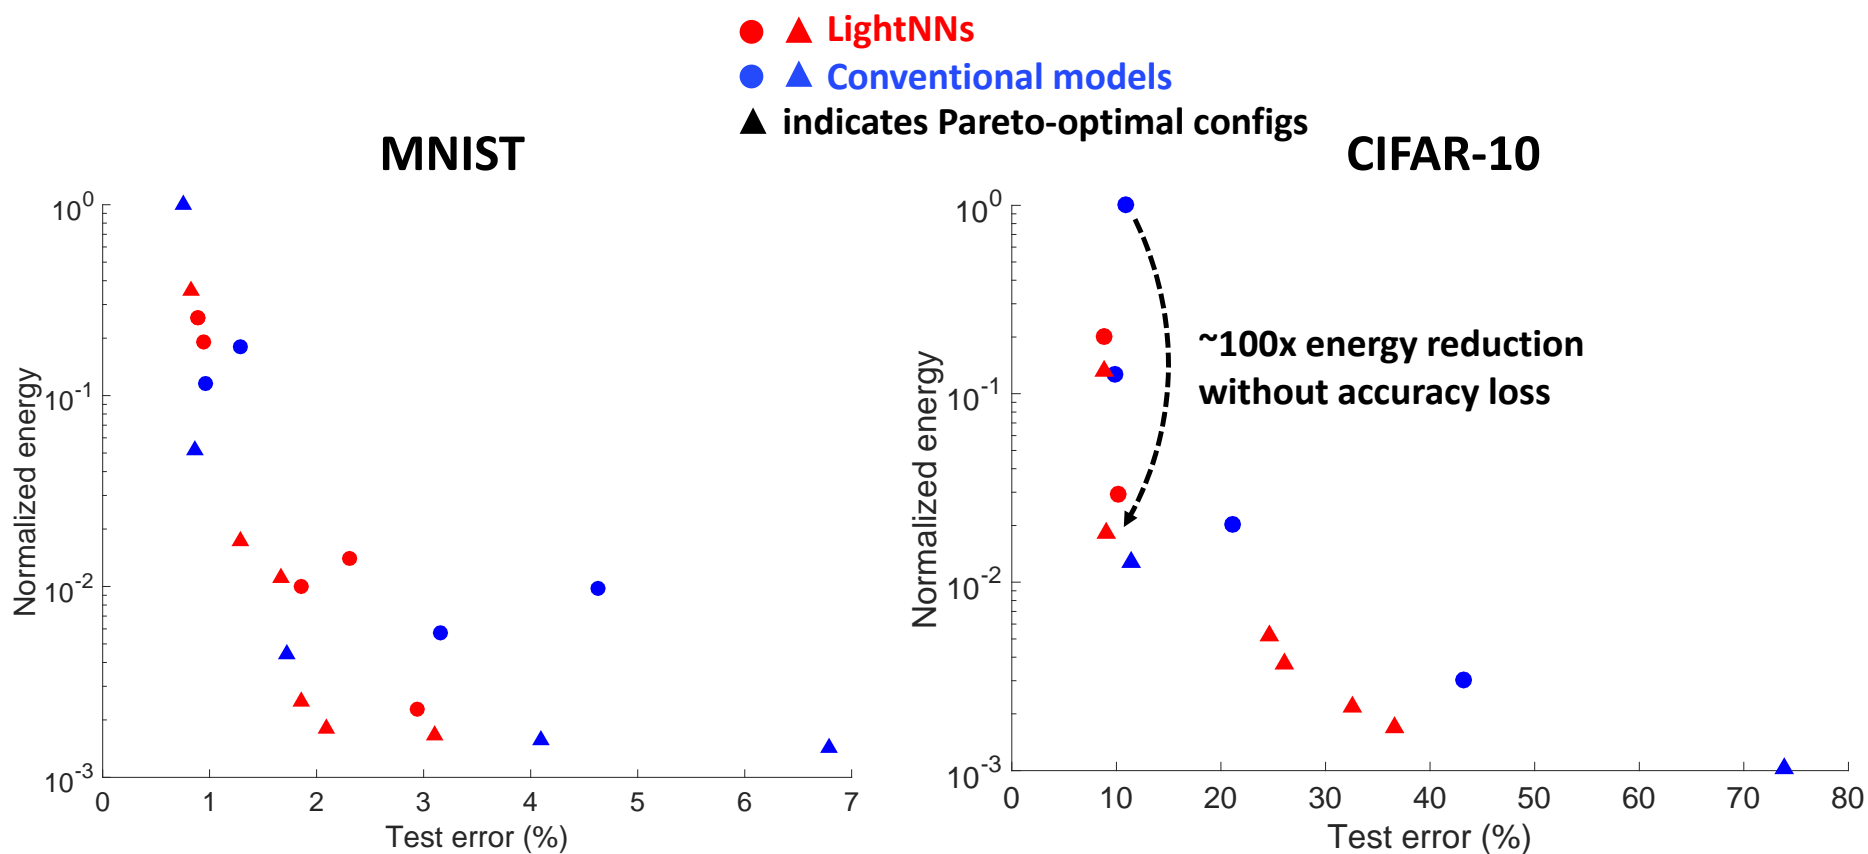 LightNNs
Conventional models
indicates Pareto-optimal configs
MNIST
10^0
10^-1
10^-2
10^-3
Normalized energy
0 1 2 3 4 5 6 7
Test error (%)
CIFAR-10
10^0
10^-1
10^-2
10^-3
Normalized energy
~100x energy reduction
without accuracy loss
0 10 20 30 40 50 60 70 80
Test error (%)